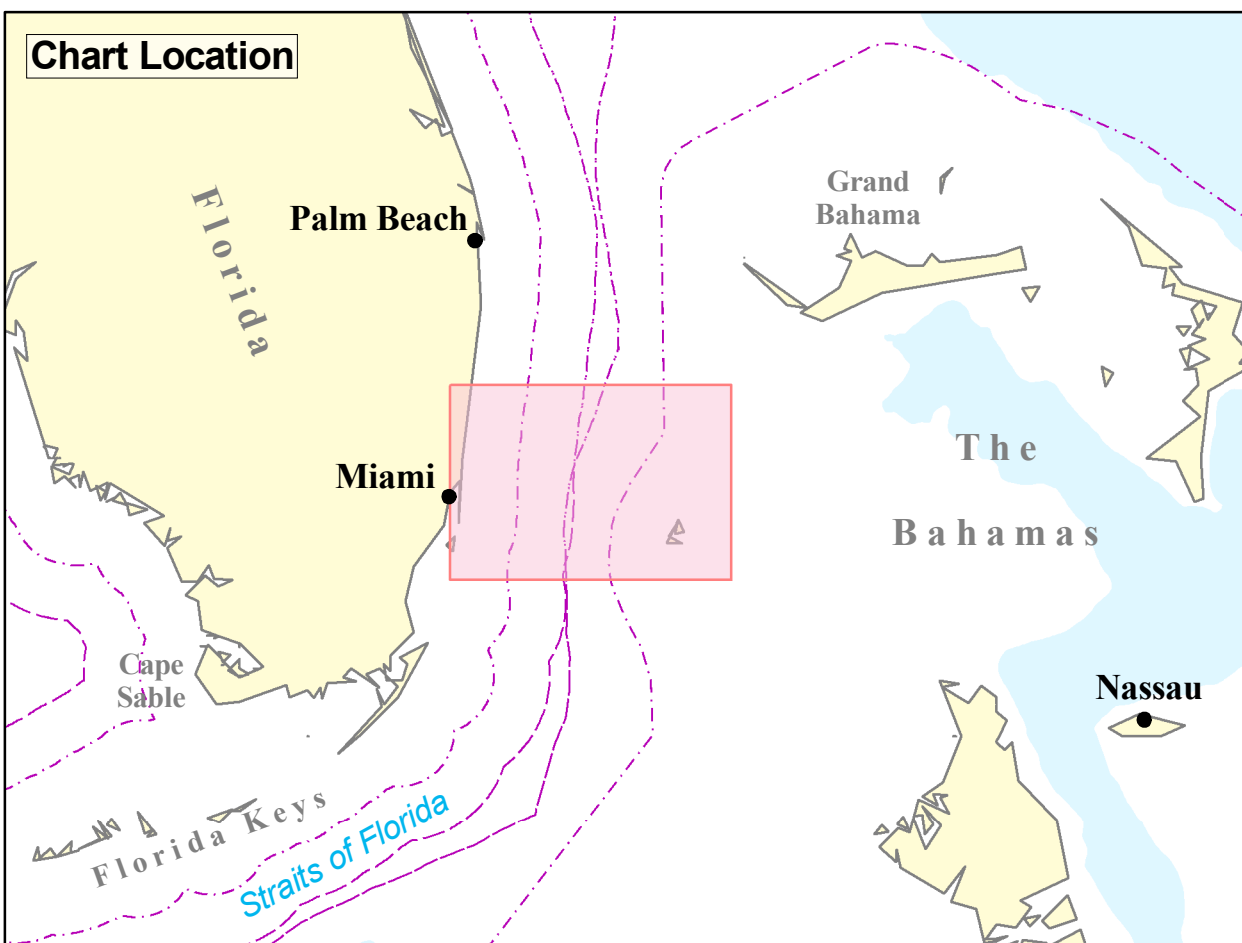 Chart Location
Grand
Bahama
Palm Beach
Florida
The
Miami
Bahamas
Cape
Sable
Nassau
Florida Keys
Straits of Florida